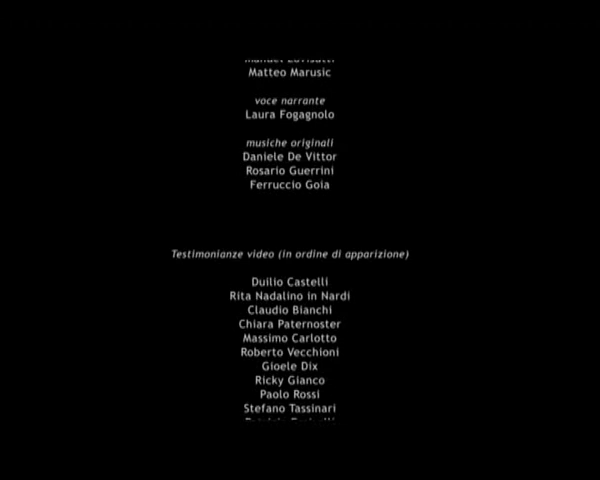 Matteo Marusic
voce narrante
Laura Fogagnolo
musiche originali
Daniele De Vittor
Rosario Guerrini
Ferruccio Goia
Testimonianze video (in ordine di apparizione)
Duilio Castelli
Rita Nadalino in Nardi
Claudio Bianchi
Chiara Paternoster
Massimo Carlotto
Roberto Vecchioni
Gioele Dix
Ricky Gianco
Paolo Rossi
Stefano Tassinari